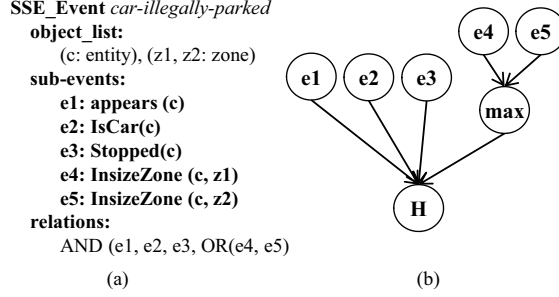 SSE_Event car-illegally-parked
object_list:
(c: entity), (z1, z2: zone)
sub-events:
e1: appears (c)
e2: IsCar(c)
e3: Stopped(c)
e4: InsizeZone (c, z1)
e5: InsizeZone (c, z2)
relations:
AND (e1, e2, e3, OR(e4, e5)
(a)
e4 e5
e1 e2 e3
max
H
(b)